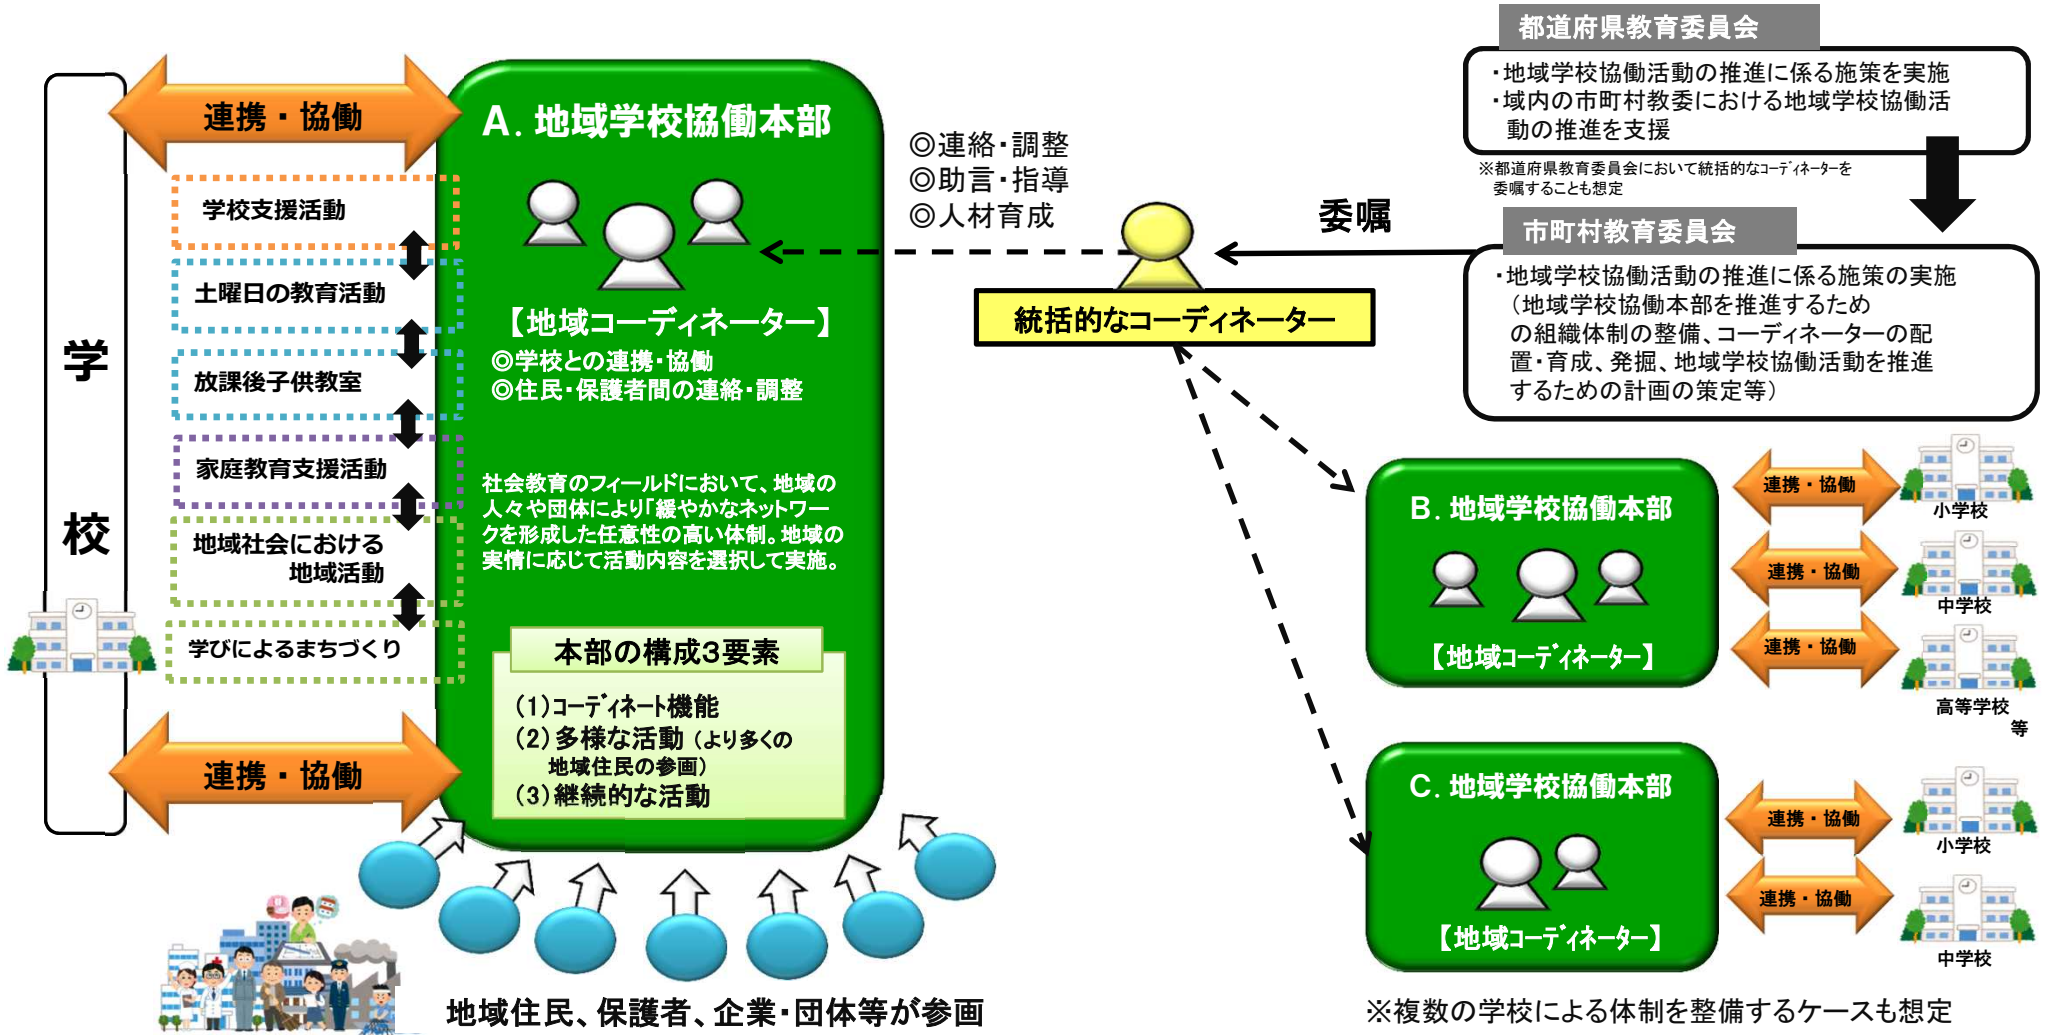 学校
連携・協働
学校支援活動
土曜日の教育活動
放課後子供教室
家庭教育支援活動
地域社会における
地域活動
学びによるまちづくり
連携・協働
A. 地域学校協働本部
【地域コーディネーター】
◎学校との連携・協働
◎住民・保護者間の連絡・調整
社会教育のフィールドにおいて、地域の
人々や団体により「緩やかなネットワー
クを形成した任意性の高い体制。地域の
実情に応じて活動内容を選択して実施。
本部の構成3要素
(1)コーディネート機能
(2)多様な活動(より多くの
地域住民の参画)
(3)継続的な活動
地域住民、保護者、企業・団体等が参画
◎連絡・調整
◎助言・指導
◎人材育成
統括的なコーディネーター
委嘱
都道府県教育委員会
・地域学校協働活動の推進に係る施策を実施
・域内の市町村教委における地域学校協働活
動の推進を支援
※都道府県教育委員会において統括的なコーディネーターを
委嘱することも想定
市町村教育委員会
・地域学校協働活動の推進に係る施策の実施
(地域学校協働本部を推進するため
の組織体制の整備、コーディネーターの配
置・育成、発掘、地域学校協働活動を推進
するための計画の策定等)
B. 地域学校協働本部
【地域コーディネーター】
連携・協働
小学校
連携・協働
中学校
連携・協働
高等学校
等
C. 地域学校協働本部
【地域コーディネーター】
連携・協働
小学校
連携・協働
中学校
※複数の学校による体制を整備するケースも想定